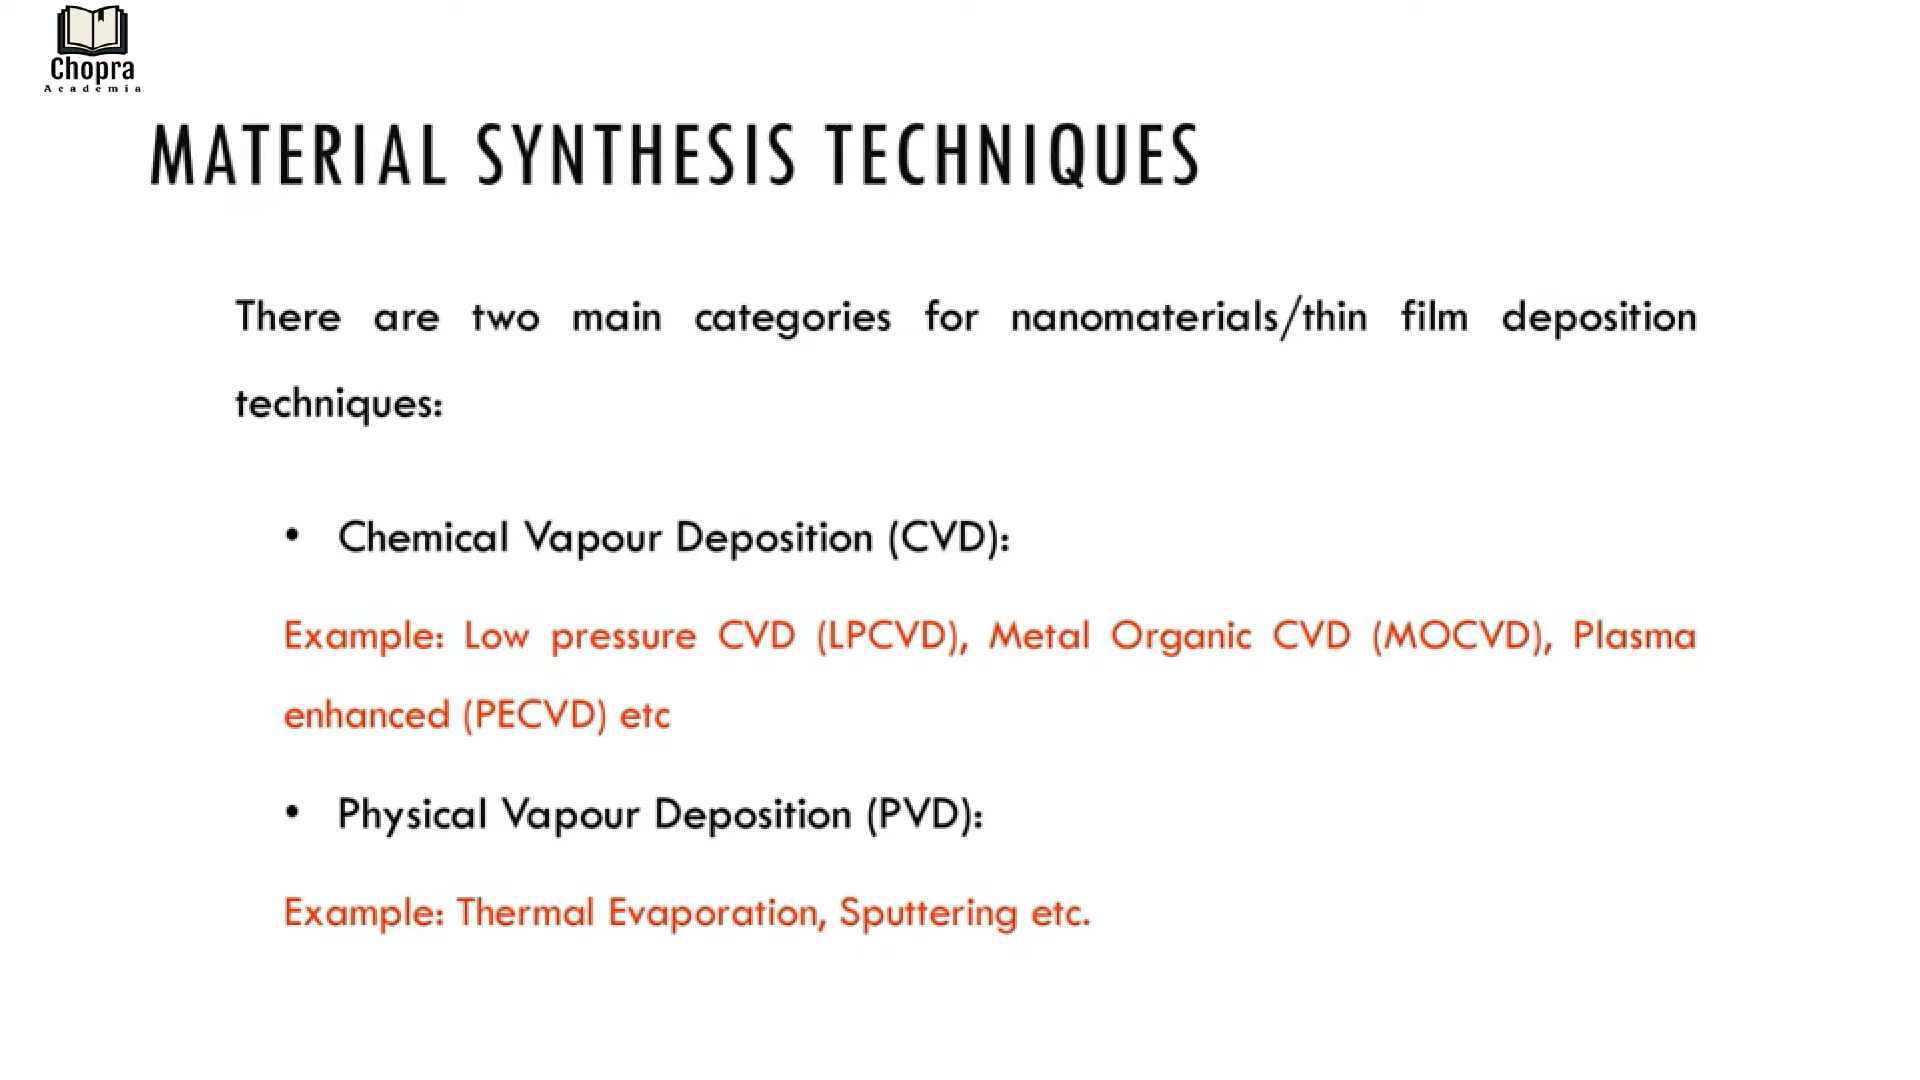 Chopra
Academia
MATERIAL SYNTHESIS TECHNIQUES
There are two main categories for nanomaterials/thin film deposition
techniques:
• Chemical Vapour Deposition (CVD):
Example: Low pressure CVD (LPCVD), Metal Organic CVD (MOCVD), Plasma
enhanced (PECVD) etc
• Physical Vapour Deposition (PVD):
Example: Thermal Evaporation, Sputtering etc.